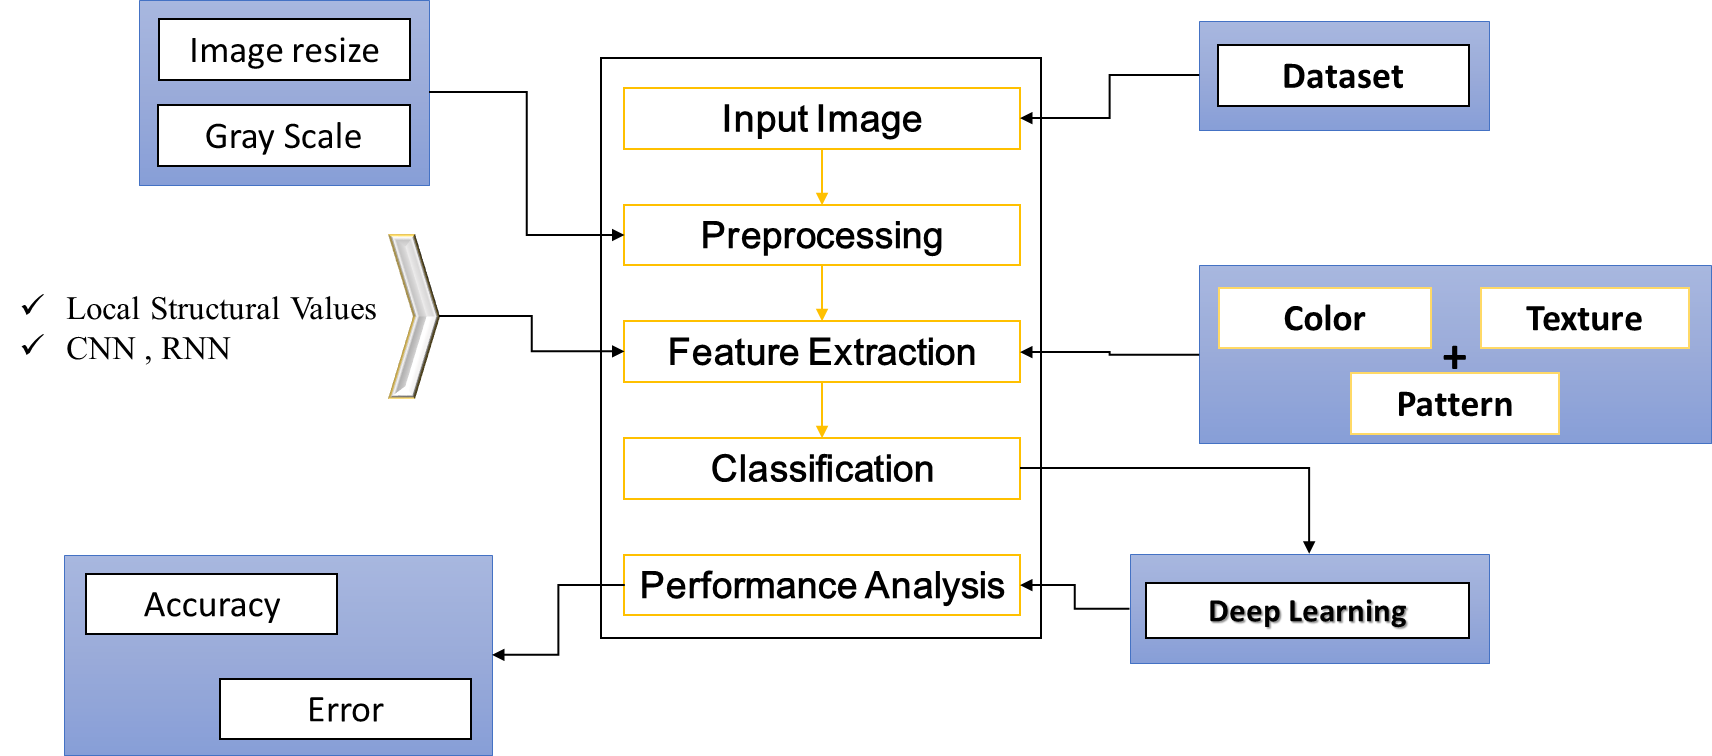 Image resize
Gray Scale
Dataset
Input Image
Preprocessing
✓ Local Structural Values
✓ CNN , RNN
Feature Extraction
Color
Texture
+
Pattern
Classification
Performance Analysis
Deep Learning
Accuracy
Error